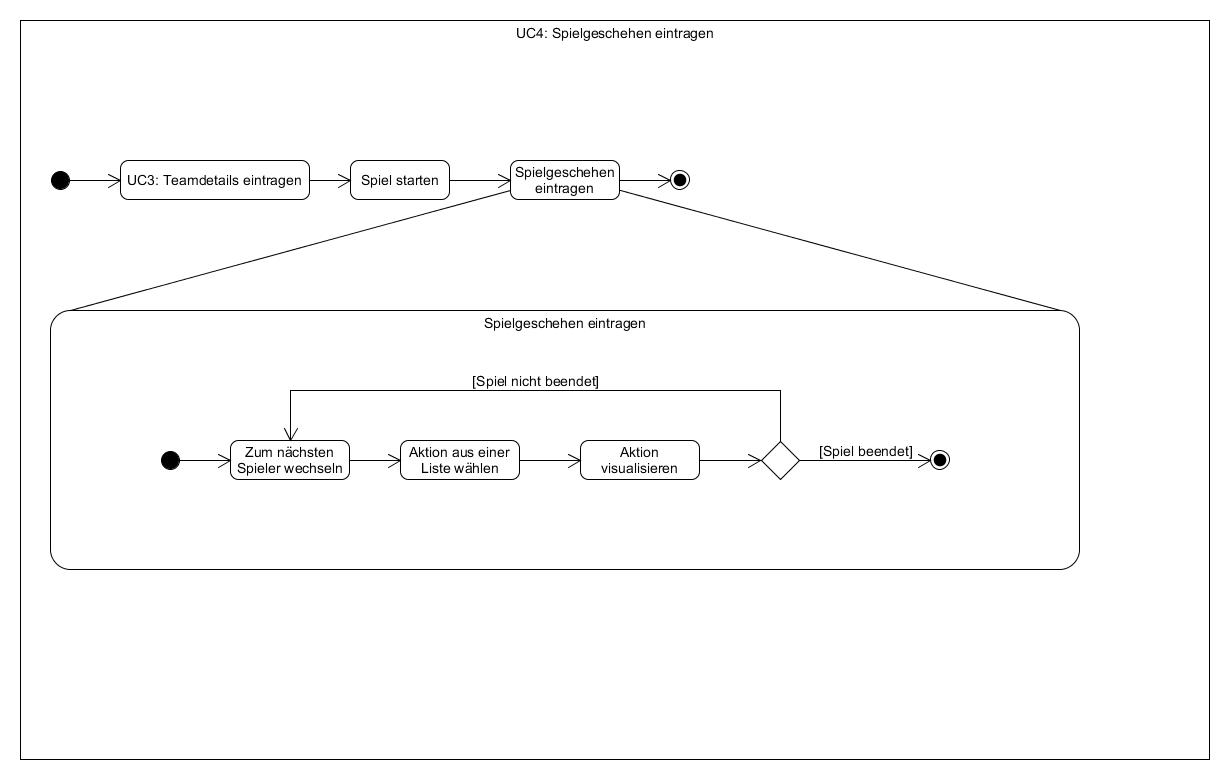 UC4: Spielgeschehen eintragen
UC3: Teamdetails eintragen
Spiel starten
Spielgeschehen
eintragen
Spielgeschehen eintragen
[Spiel nicht beendet]
Zum nächsten
Spieler wechseln
Aktion aus einer
Liste wählen
Aktion
visualisieren
[Spiel beendet]